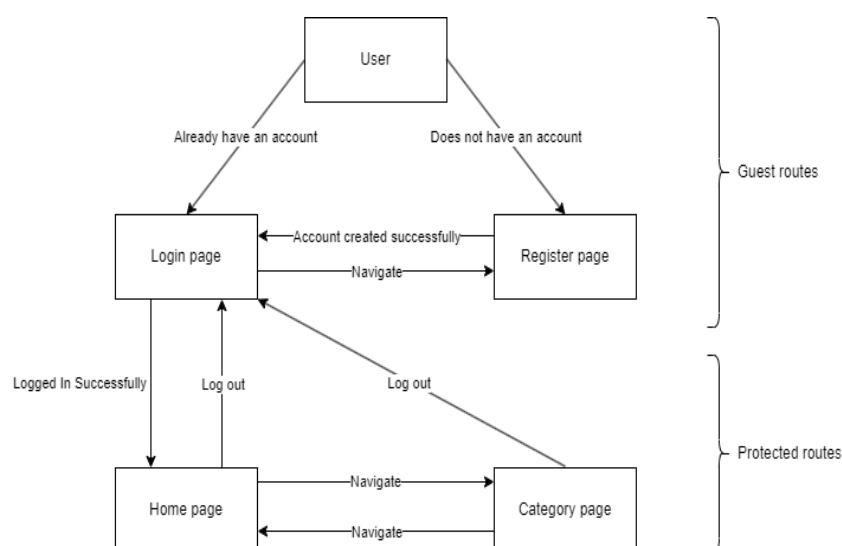 User
Already have an account
Does not have an account
Guest routes
Login page
Account created successfully
Navigate
Register page
Logged In Successfully
Log out
Log out
Protected routes
Home page
Navigate
Navigate
Category page